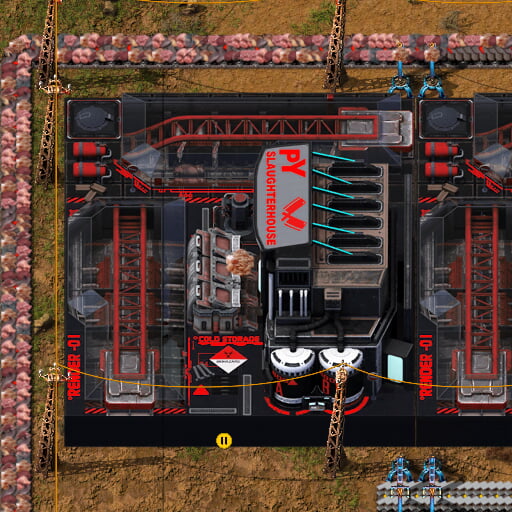 PY
SLAUGHTERHOUSE
COLD STORAGE
"RENDER -01
"RENDER -01